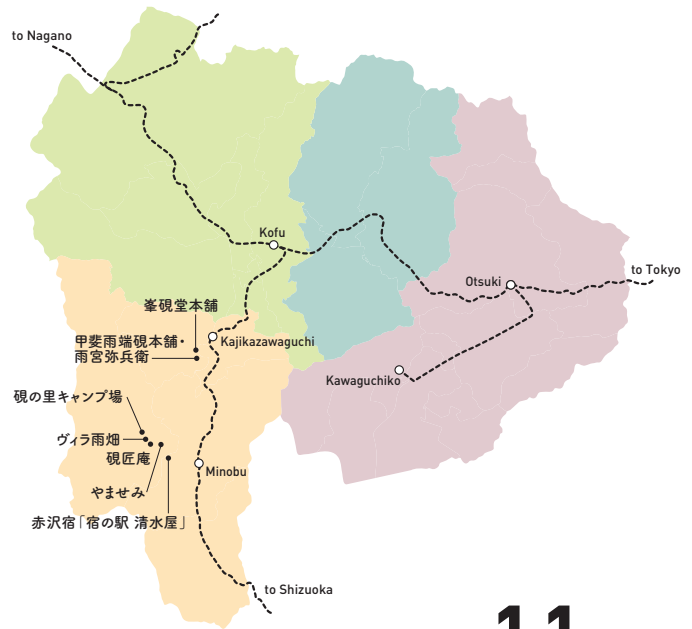 to Nagano
Kofu
to Tokyo
Otsuki
峯硯堂本舗
Kajikazawaguchi
甲斐雨端硯本舗・
雨宮弥兵衛
Kawaguchiko
硯の里キャンプ場
ヴィラ雨畑
硯匠庵
Minobu
やませみ
赤沢宿「宿の駅 清水屋」
to Shizuoka
11